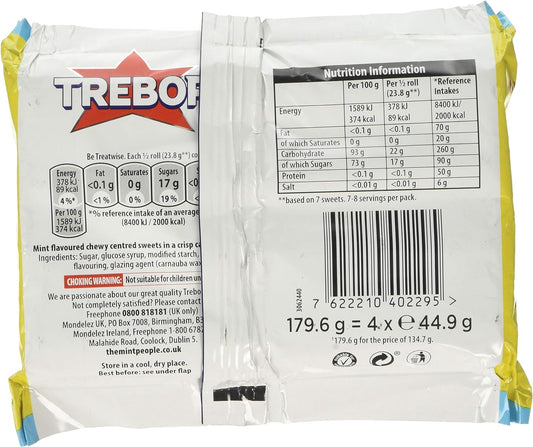 TREBOR
Be Treatwise. Each ½ roll (23.8 g**) co
Energy
378 kJ
89 kcal
4%*
Fat
<0.1 g
<1%
Saturates
0 g
0%
Sugars
17 g
19%
S
<0.
<
Per 100 g
1589 kJ
374 kcal
*% reference intake of an average
(8400 kJ / 2000 kcal)
Mint flavoured chewy centred sweets in a crisp ca
Ingredients: Sugar, glucose syrup, modified starch,
flavouring, glazing agent (carnauba wax
CHOKING WARNING: Not suitable for children un
We are passionate about our great quality Trebo
Not completely satisfied? Please contact
Freephone 0800 818181 (UK only)
Mondelez UK, PO Box 7008, Birmingham, B3
Mondelez Ireland, Freephone 1-800 678
Malahide Road, Coolock, Dublin 5.
themintpeople.co.uk
Store in a cool, dry place.
Best before: see under flap
Nutrition Information
Per 100 g Per ½ roll (23.8 g**) *Reference Intakes
Energy 1589 kJ 378 kJ 8400 kJ/
374 kcal 89 kcal 2000 kcal
Fat <0.1 g <0.1 g 70 g
of which Saturates 0 g 0 g 20 g
Carbohydrate 93 g 22 g 260 g
of which Sugars 73 g 17 g 90 g
Protein <0.1 g <0.1 g 50 g
Salt <0.01 g <0.01 g 6 g
**based on 7 sweets. 7-8 servings per pack.
3062440
7 622210 402295 >
179.6 g = 4 x ℮ 44.9 g
179.6 g for the price of 134.7 g.